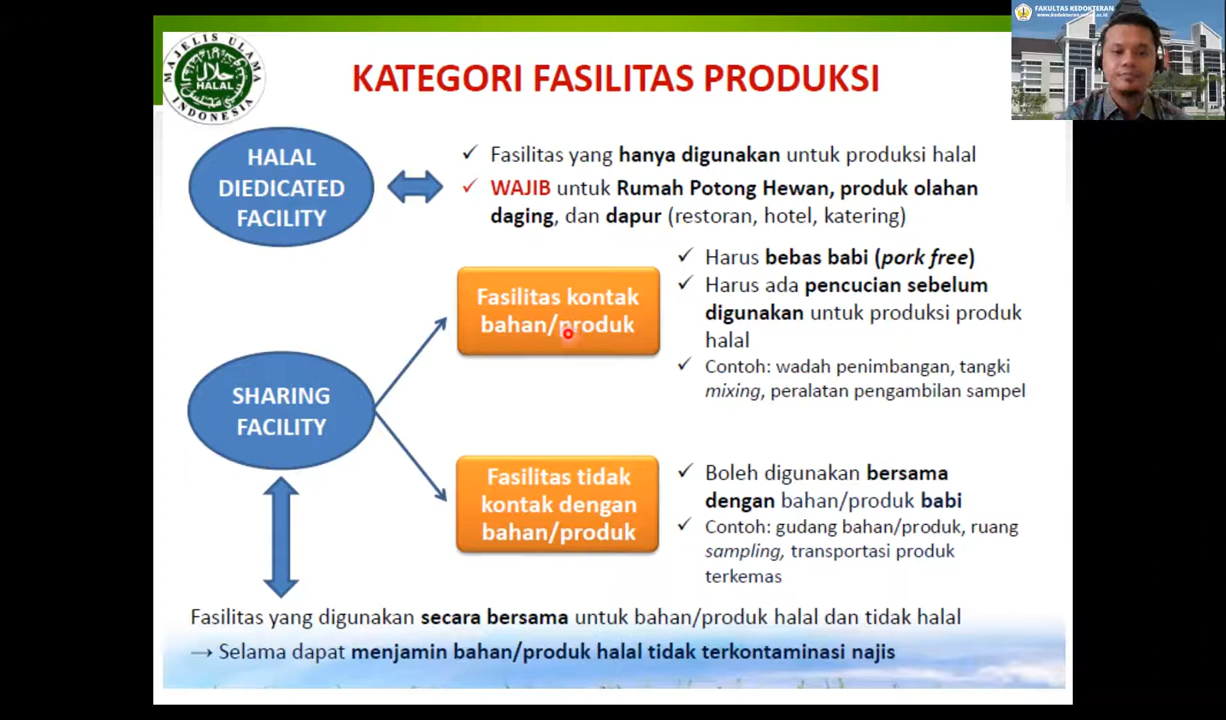 FAKULTAS KEDOKTERAN
MAJELIS ULAMA
INDONESIA
حلال
HALAL
KATEGORI FASILITAS PRODUKSI
HALAL
DIEDICATED
FACILITY
✓ Fasilitas yang hanya digunakan untuk produksi halal
✓ WAJIB untuk Rumah Potong Hewan, produk olahan
daging, dan dapur (restoran, hotel, katering)
Fasilitas kontak
bahan/produk
✓ Harus bebas babi (pork free)
✓ Harus ada pencucian sebelum
digunakan untuk produksi produk
halal
✓ Contoh: wadah penimbangan, tangki
mixing, peralatan pengambilan sampel
SHARING
FACILITY
Fasilitas tidak
kontak dengan
bahan/produk
✓ Boleh digunakan bersama
dengan bahan/produk babi
✓ Contoh: gudang bahan/produk, ruang
sampling, transportasi produk
terkemas
Fasilitas yang digunakan secara bersama untuk bahan/produk halal dan tidak halal
→ Selama dapat menjamin bahan/produk halal tidak terkontaminasi najis